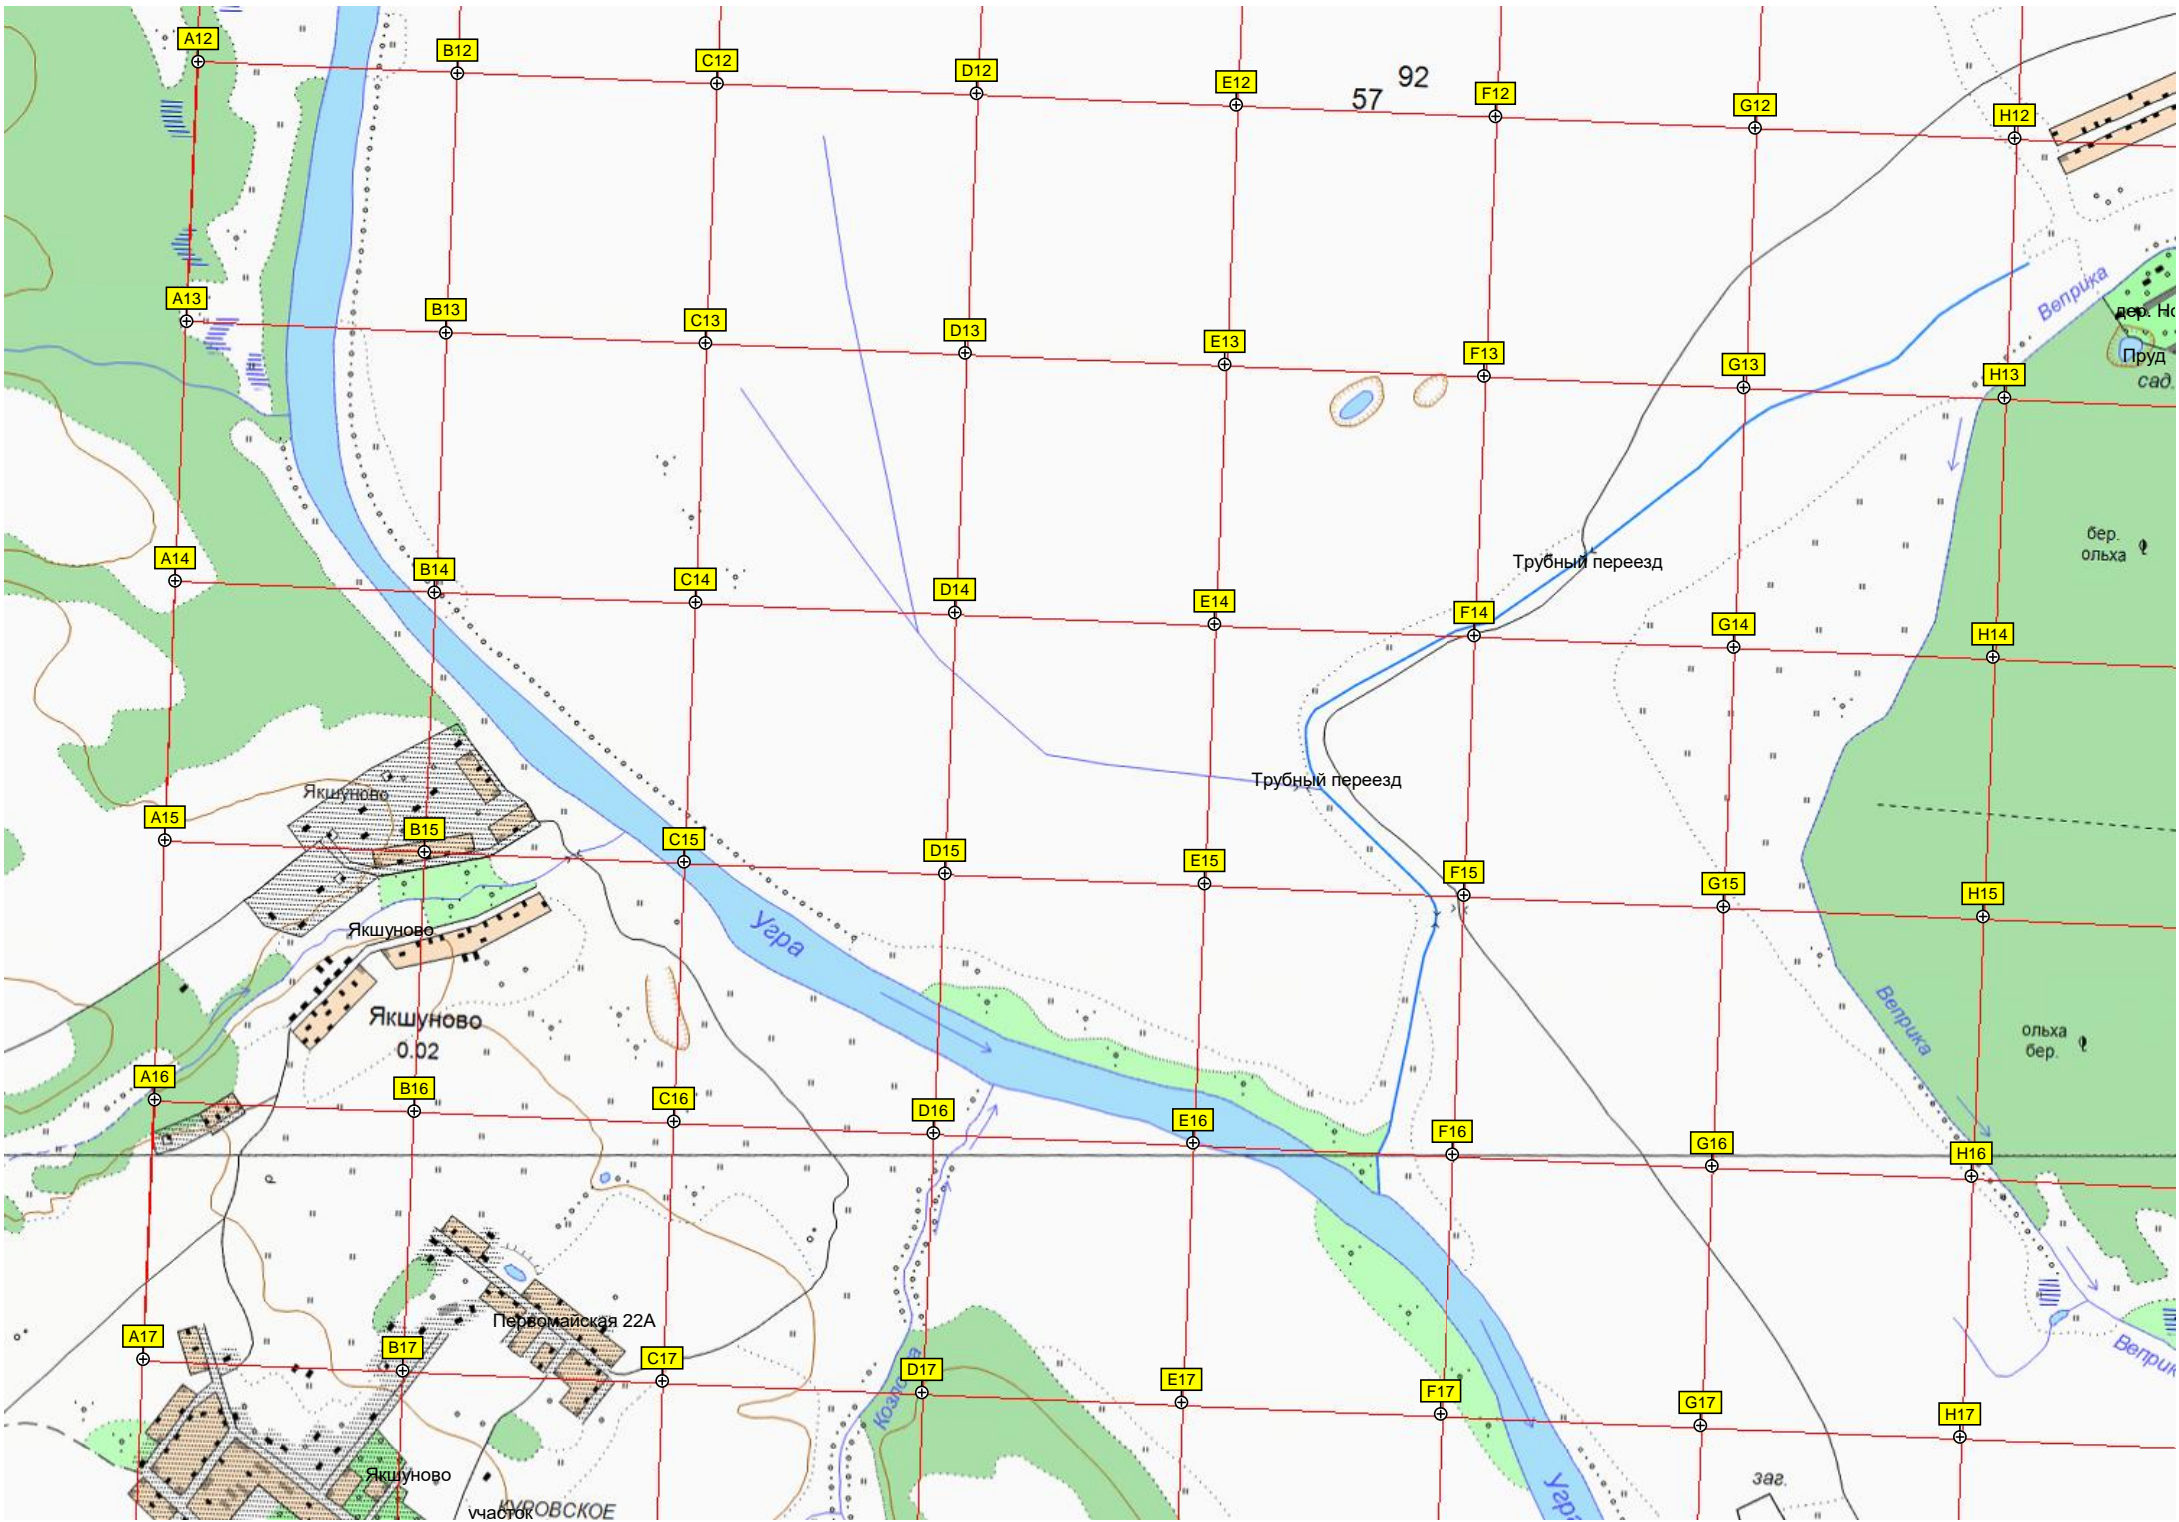 A12
B12
C12
D12
E12
92
57
F12
G12
H12
A13
B13
C13
D13
E13
F13
G13
H13
Веприка
дер. Но
Пруд
сад.
бер.
ольха
Трубный переезд
A14
B14
C14
D14
E14
F14
G14
H14
Трубный переезд
Якшуново
A15
B15
C15
D15
E15
F15
G15
H15
Угра
Якшуново
Якшуново
0.02
Веприка
ольха
бер.
A16
B16
C16
D16
E16
F16
G16
H16
р
Первомайская 22А
A17
B17
C17
D17
E17
F17
G17
H17
Веприк
Якшуново
участок
КУРОВСКОЕ
Угра
заг.